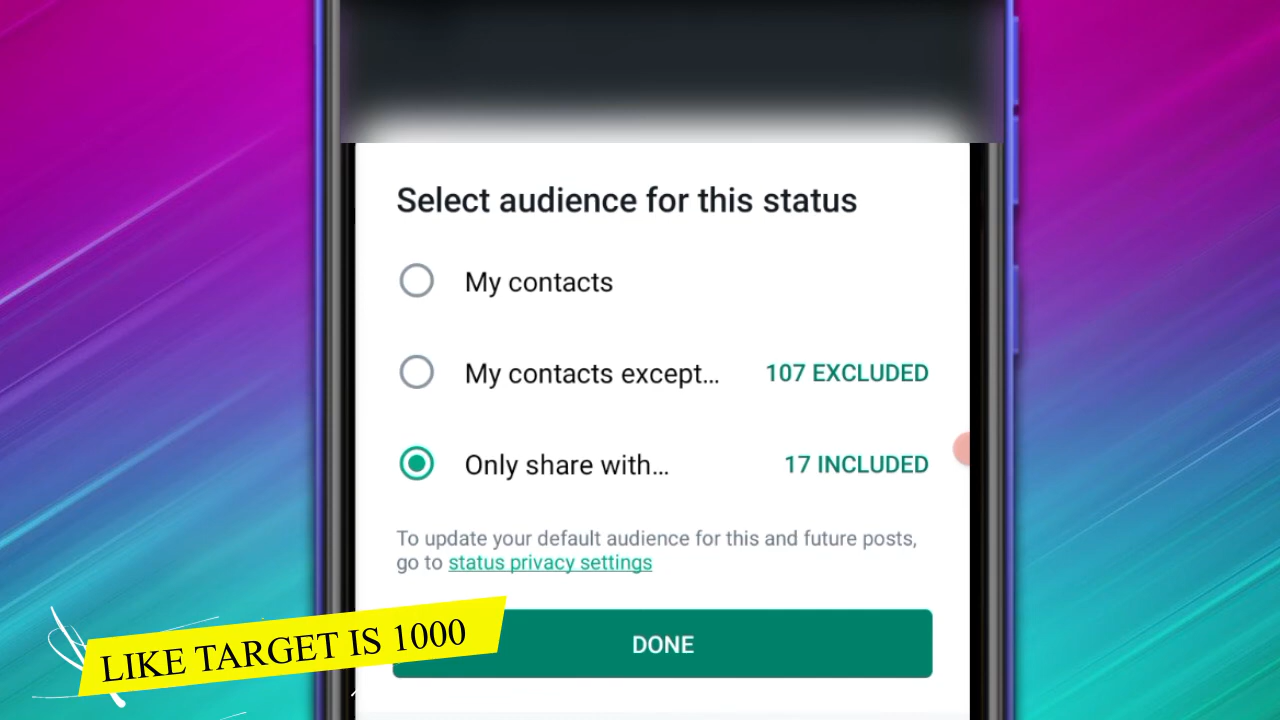 Select audience for this status
My contacts
My contacts except... 107 EXCLUDED
Only share with... 17 INCLUDED
To update your default audience for this and future posts,
go to status privacy settings
DONE
LIKE TARGET IS 1000